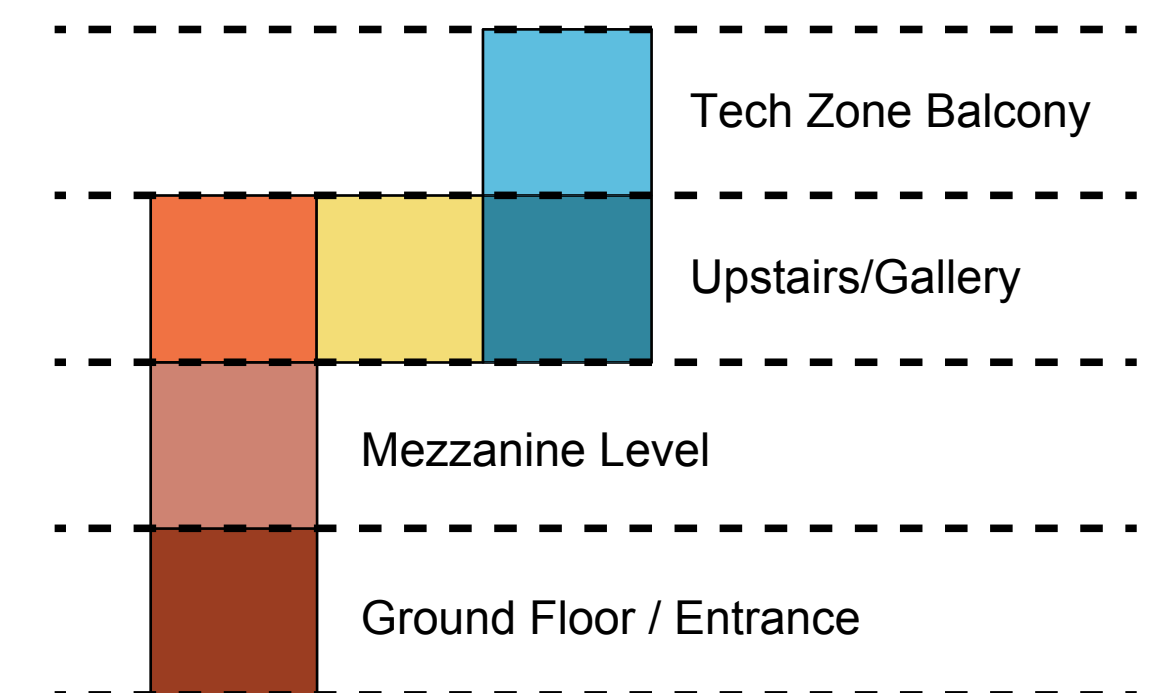 Tech Zone Balcony
Upstairs/Gallery
Mezzanine Level
Ground Floor / Entrance